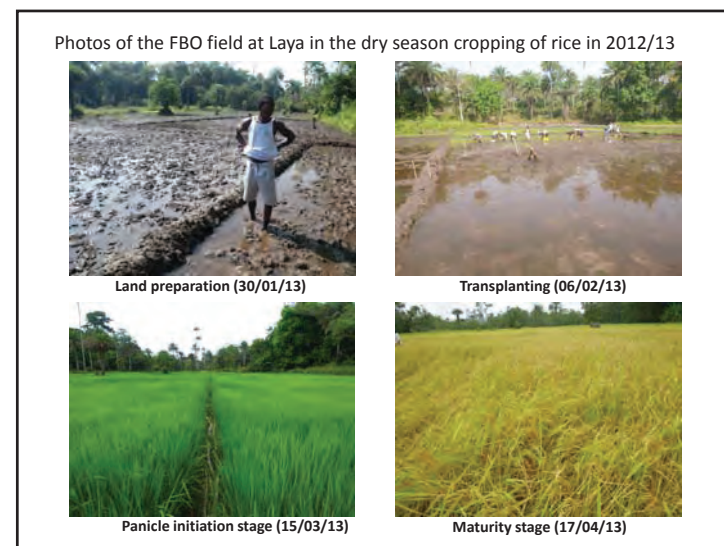 Photos of the FBO field at Laya in the dry season cropping of rice in 2012/13
Land preparation (30/01/13)
Transplanting (06/02/13)
Panicle initiation stage (15/03/13)
Maturity stage (17/04/13)